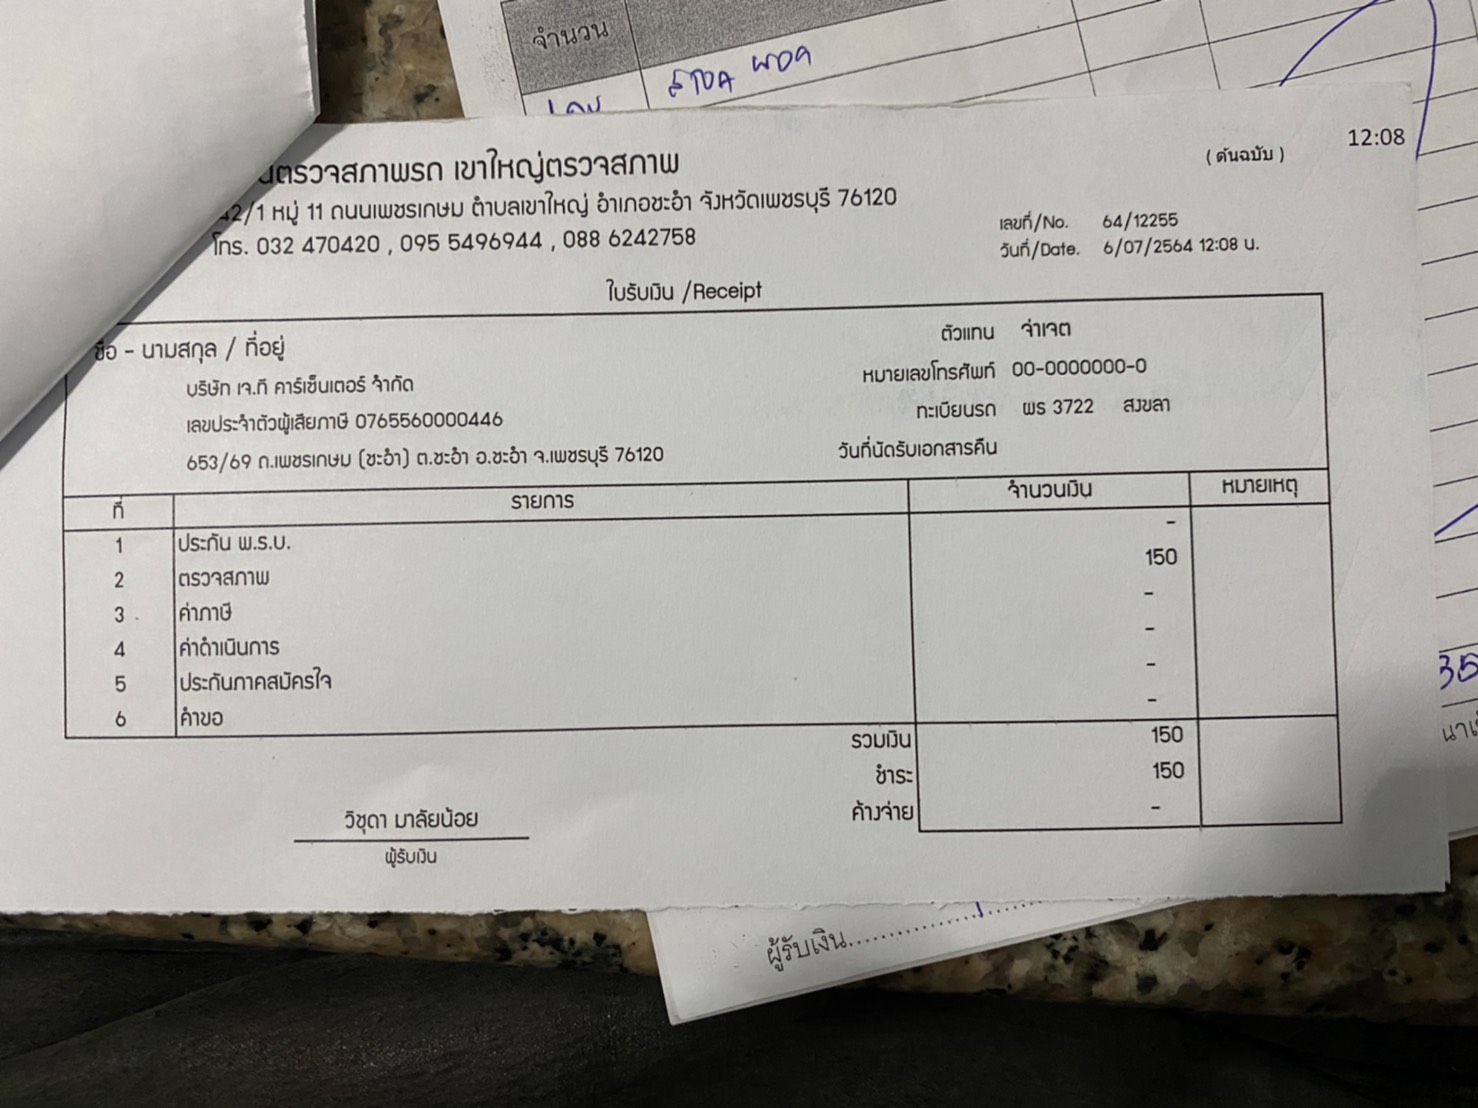 จำนวน
12:08
( ต้นฉบับ )
ตรวจสภาพรถ เขาใหญ่ตรวจสภาพ
42/1 หมู่ 11 ถนนเพชรเกษม ตำบลเขาใหญ่ อำเภอชะอำ จังหวัดเพชรบุรี 76120
โทร. 032 470420 , 095 5496944 , 088 6242758
เลขที่/No. 64/12255
วันที่/Date. 6/07/2564 12:08 น.
ใบรับเงิน /Receipt
ชื่อ - นามสกุล / ที่อยู่
บริษัท เจ.ที คาร์เซ็นเตอร์ จำกัด
เลขประจำตัวผู้เสียภาษี 0765560000446
653/69 ถ.เพชรเกษม (ชะอำ) ต.ชะอำ อ.ชะอำ จ.เพชรบุรี 76120
ตัวแทน จ่าเจต
หมายเลขโทรศัพท์ 00-0000000-0
ทะเบียนรถ ผร 3722 สงขลา
วันที่นัดรับเอกสารคืน
ที่ รายการ จำนวนเงิน หมายเหตุ
1 ประกัน พ.ร.บ. -
2 ตรวจสภาพ 150
3 ค่าภาษี -
4 ค่าดำเนินการ -
5 ประกันภาคสมัครใจ -
6 คำขอ -
รวมเงิน 150
ชำระ 150
ค้างจ่าย -
วิชุดา มาลัยน้อย
ผู้รับเงิน
ผู้รับเงิน